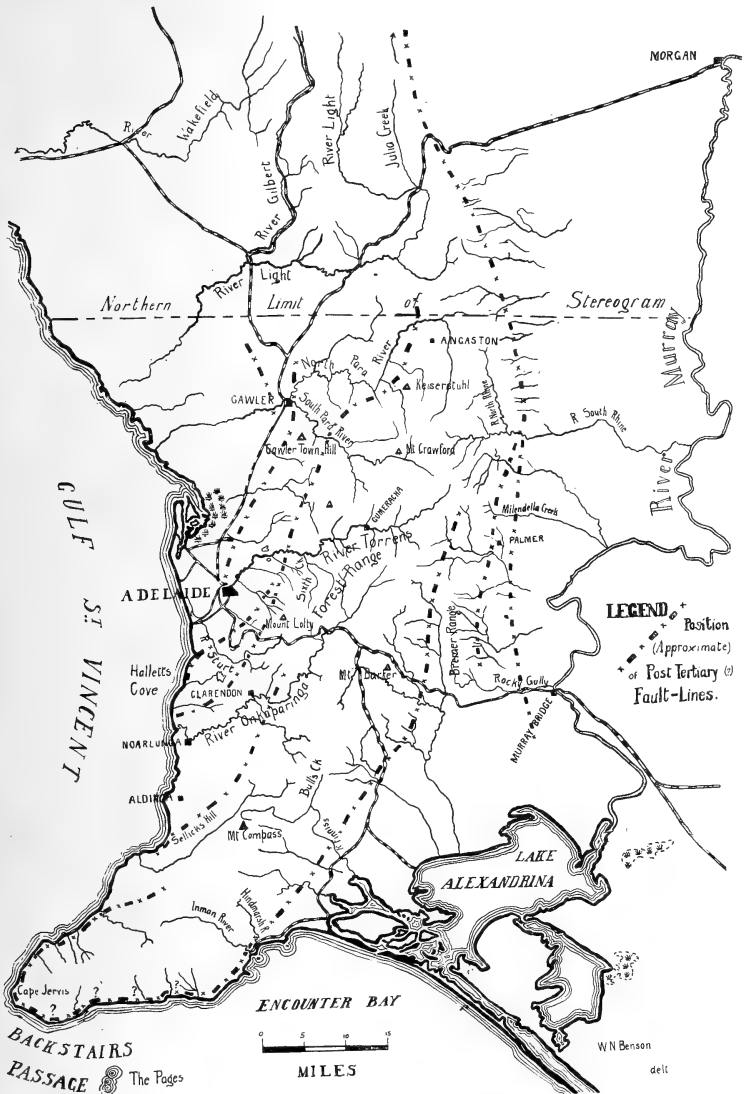 MORGAN
River Wakefield
River Gilbert
River Light
Julia Creek
River Light
Northern Limit of Stereogram
North Para River
ANGASTON
Keiserstuhl
GAWLER
South Para River
R North Rhine
R South Rhine
Gawler Town Hill
Mt Crawford
River Murray
GUMERACHA
Milendella Creek
River Torrens
PALMER
Sixth Ck
Forest Range
ADELAIDE
Mount Lofty
GULF ST. VINCENT
LEGEND
Position
(Approximate)
of Post Tertiary (?)
Fault-Lines.
R Sturt
Halletts
Cove
CLARENDON
Mt Barker
Bremer Range
Rocky Gully
River Onkaparinga
NOARLUNGA
MURRAY BRIDGE
ALDINGA
Bull's Ck
Sellicks Hill
Mt Compass
R Finniss
LAKE
ALEXANDRINA
Inman River
Hindmarsh R
Cape Jervis
? ? ? ?
ENCOUNTER BAY
BACKSTAIRS
PASSAGE
The Pages
0 5 10 15
MILES
W N Benson
delt